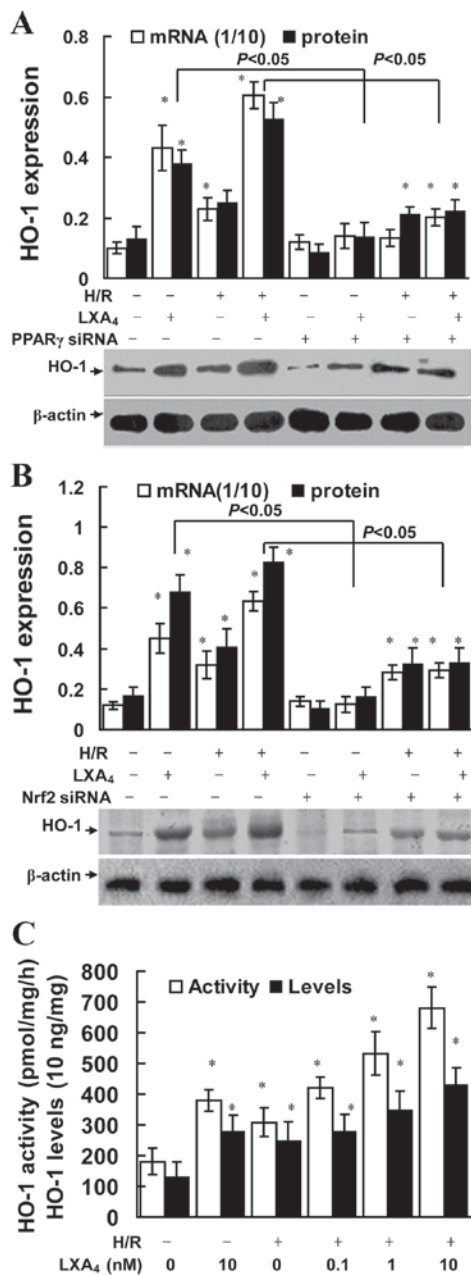 A
mRNA (1/10) protein
P<0.05
P<0.05
0.8
0.6
0.4
0.2
0
HO-1 expression
H/R − − + + − − + +
LXA4 − + − + − + − +
PPARγ siRNA − − − − + + + +
HO-1
β-actin
B
mRNA(1/10) protein
P<0.05
P<0.05
1.2
1
0.8
0.6
0.4
0.2
0
HO-1 expression
H/R − − + + − − + +
LXA4 − + − + − + − +
Nrf2 siRNA − − − − + + + +
HO-1
β-actin
C
Activity Levels
800
700
600
500
400
300
200
100
0
HO-1 activity (pmol/mg/h)
HO-1 levels (10 ng/mg)
H/R − − + + + +
LXA4 (nM) 0 10 0 0.1 1 10